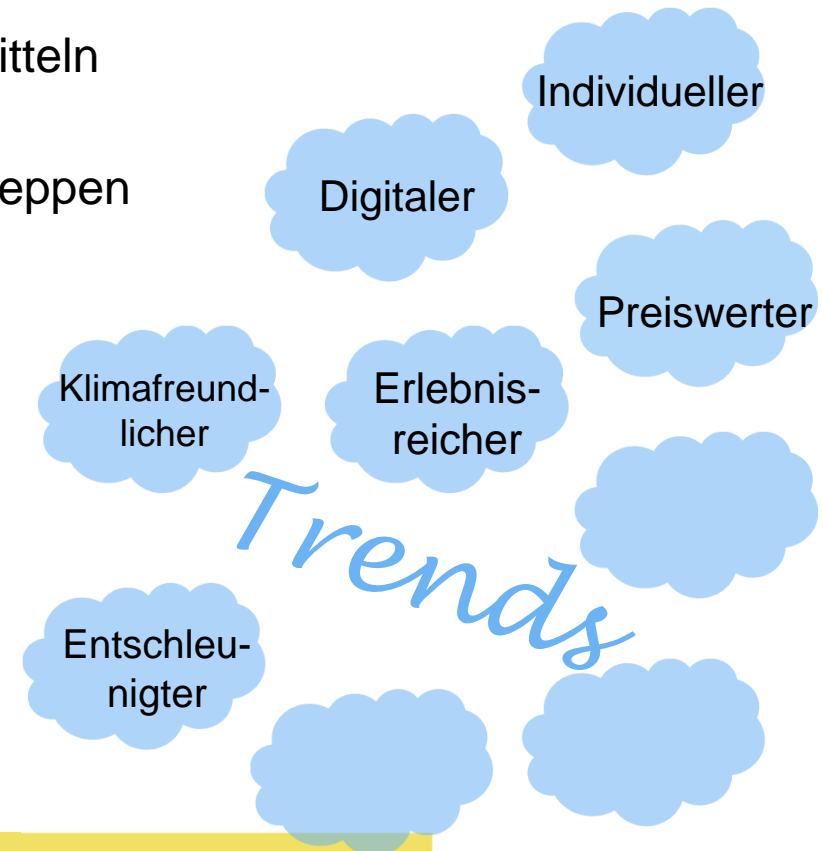 itteln
Individueller
Digitaler
eppen
Preiswerter
Klimafreund-
licher
Erlebnis-
reicher
Trends
Entschleu-
nigter